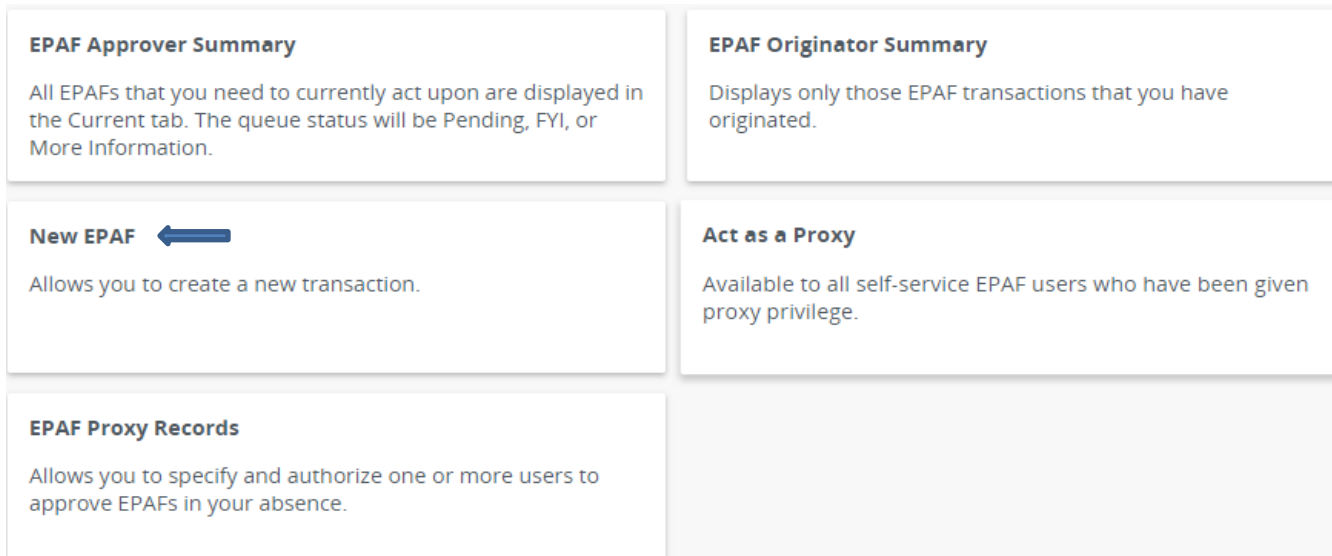 EPAF Approver Summary
All EPAFs that you need to currently act upon are displayed in
the Current tab. The queue status will be Pending, FYI, or
More Information.
EPAF Originator Summary
Displays only those EPAF transactions that you have
originated.
New EPAF
Allows you to create a new transaction.
Act as a Proxy
Available to all self-service EPAF users who have been given
proxy privilege.
EPAF Proxy Records
Allows you to specify and authorize one or more users to
approve EPAFs in your absence.